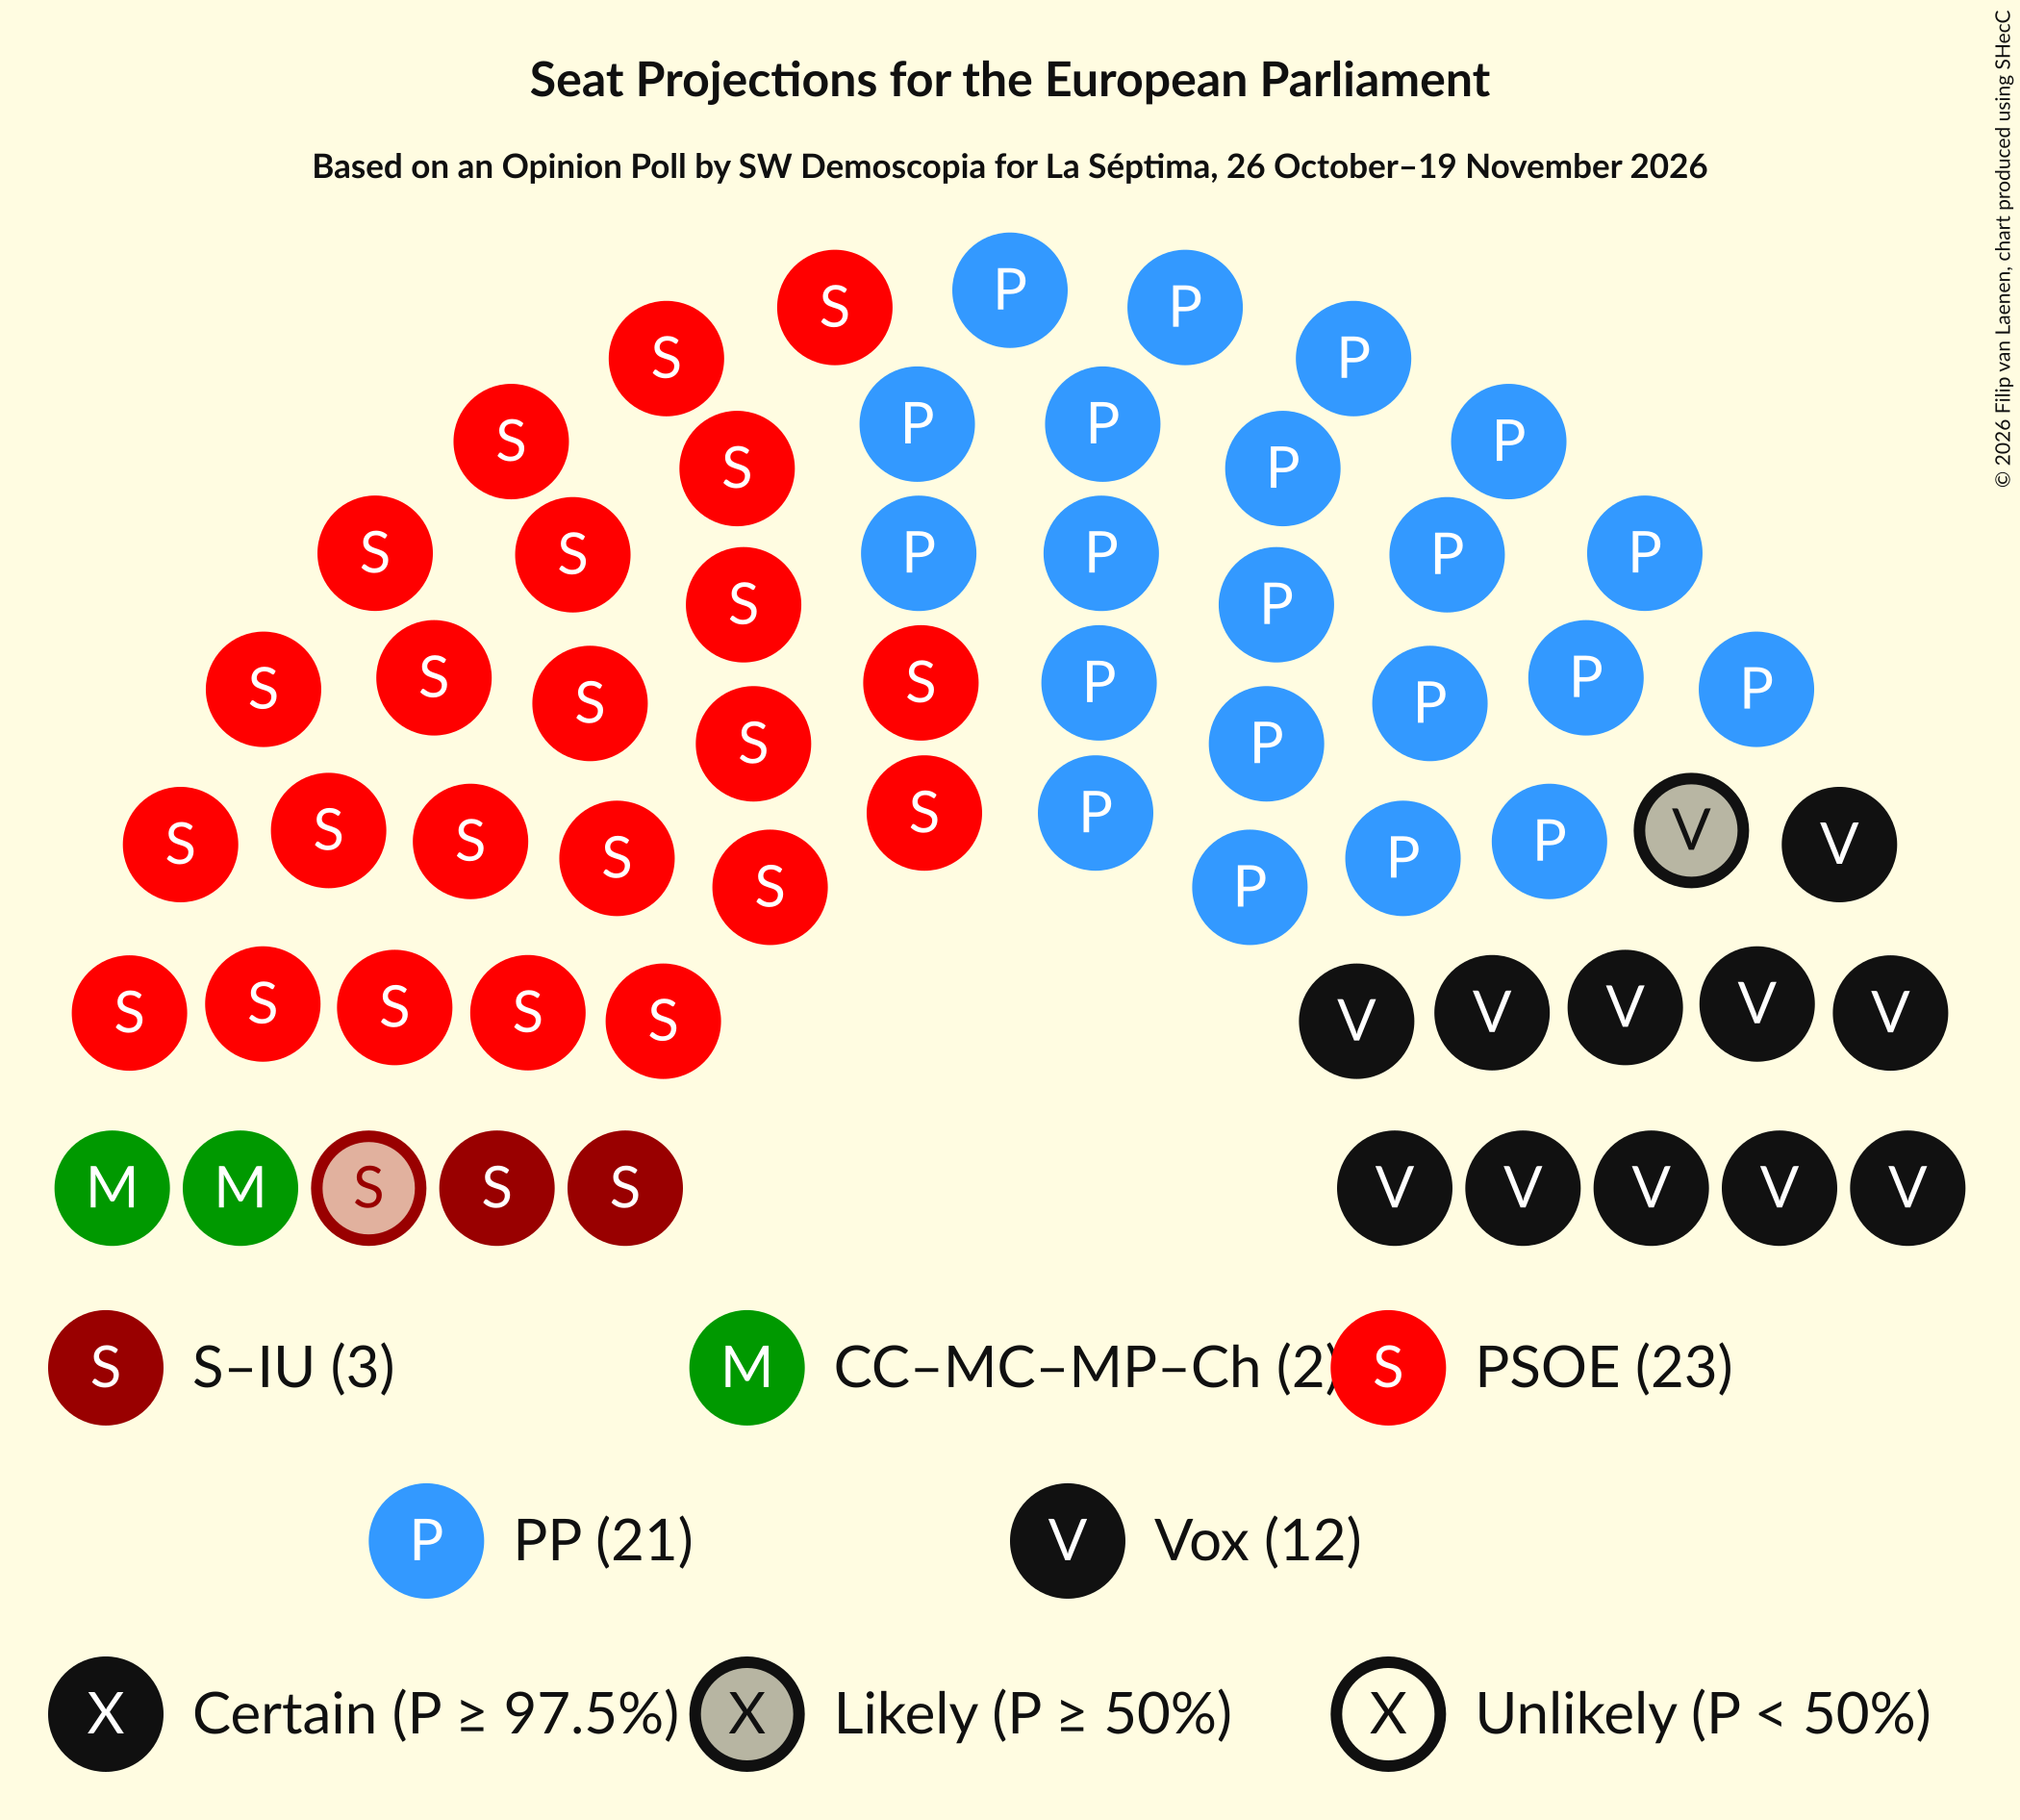 Seat Projections for the European Parliament
Based on an Opinion Poll by SW Demoscopia for La Séptima, 26 October–19 November 2026
© 2026 Filip van Laenen, chart produced using SHecC
P
S P
S P
S P
P P
S P
S P
P P
S P
S P
S P
S P
S P
S P
S P
S P
S P
S V
S P
S V
S P
S P
S V
S S S S V V V V
S V
M M S S S V V V V V
S S–IU (3) M CC–MC–MP–Ch (2) S PSOE (23)
P PP (21) V Vox (12)
X Certain (P ≥ 97.5%) X Likely (P ≥ 50%) X Unlikely (P < 50%)